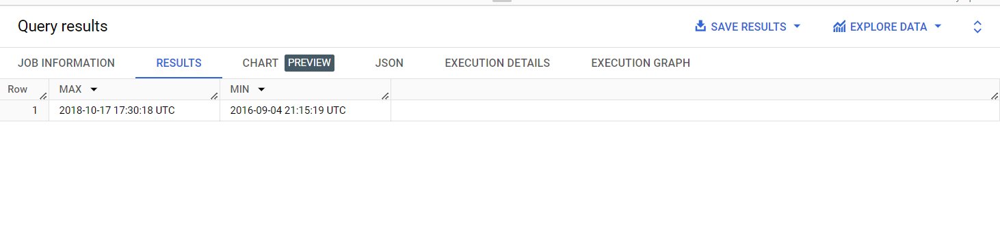 Query results
SAVE RESULTS
EXPLORE DATA
JOB INFORMATION RESULTS CHART PREVIEW JSON EXECUTION DETAILS EXECUTION GRAPH
Row MAX MIN
1 2018-10-17 17:30:18 UTC 2016-09-04 21:15:19 UTC